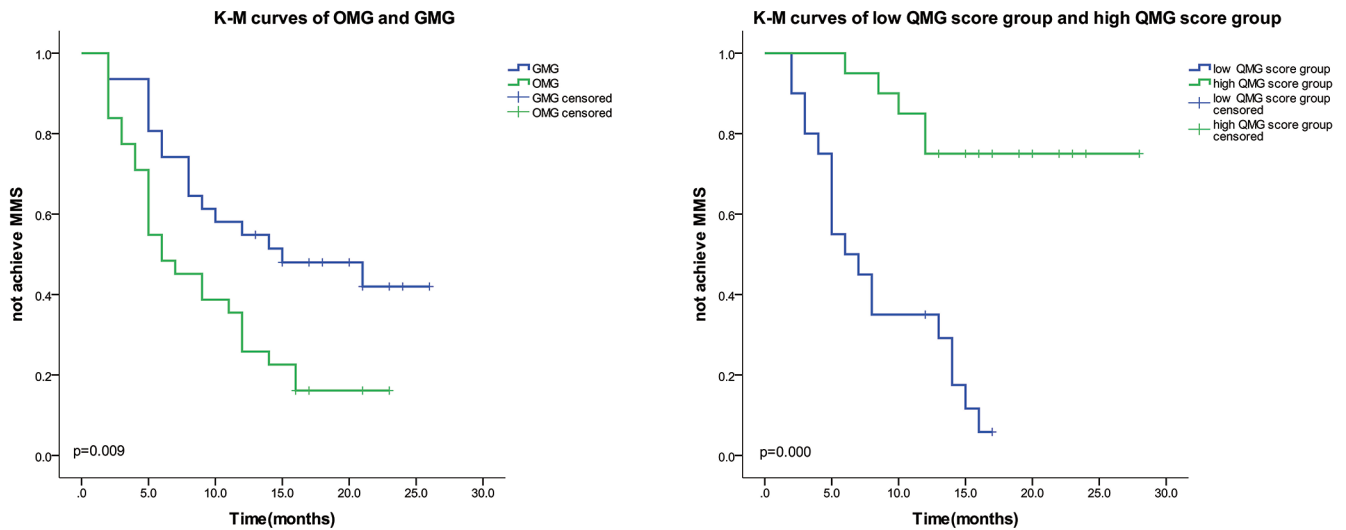 K-M curves of OMG and GMG
1.0
0.8
0.6
0.4
0.2
0.0
not achieve MMS
p=0.009
.0 5.0 10.0 15.0 20.0 25.0 30.0
Time(months)
GMG
OMG
GMG censored
OMG censored
K-M curves of low QMG score group and high QMG score group
1.0
0.8
0.6
0.4
0.2
0.0
not achieve MMS
p=0.000
.0 5.0 10.0 15.0 20.0 25.0 30.0
Time(months)
low QMG score group
high QMG score group
low QMG score group
censored
high QMG score group
censored